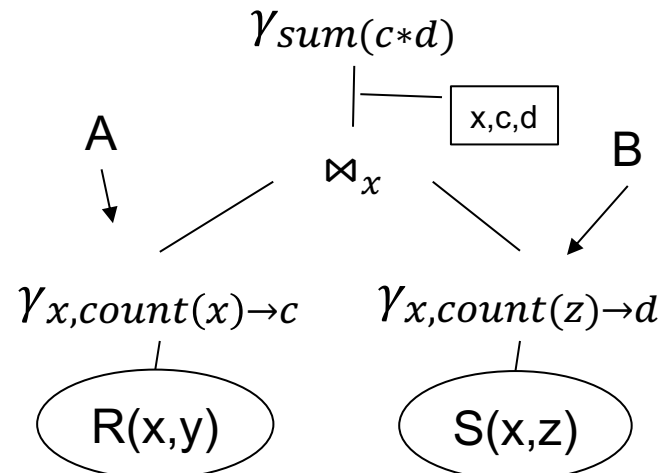 γsum(c∗d)
x,c,d
A
B
⋈x
γx,count(x)→c
γx,count(z)→d
R(x,y)
S(x,z)